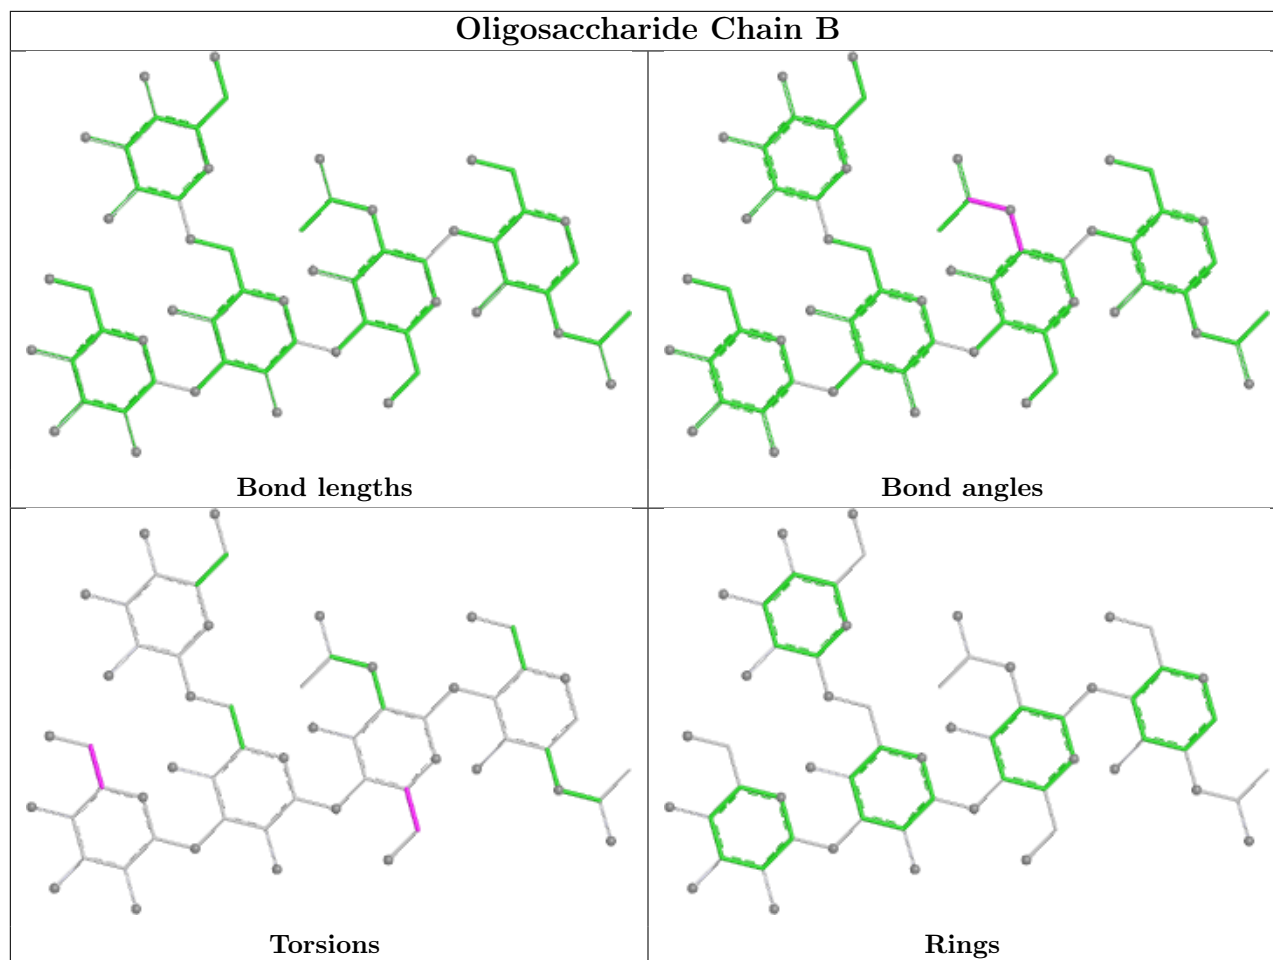 Oligosaccharide Chain B
Bond lengths
Bond angles
Torsions
Rings